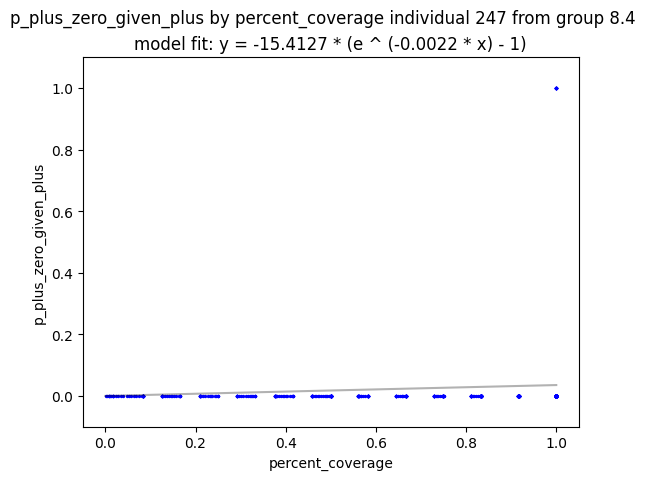 p_plus_zero_given_plus by percent_coverage individual 247 from group 8.4
model fit: y = -15.4127 * (e ^ (-0.0022 * x) - 1)
1.0
0.8
0.6
0.4
0.2
0.0
p_plus_zero_given_plus
0.0 0.2 0.4 0.6 0.8 1.0
percent_coverage